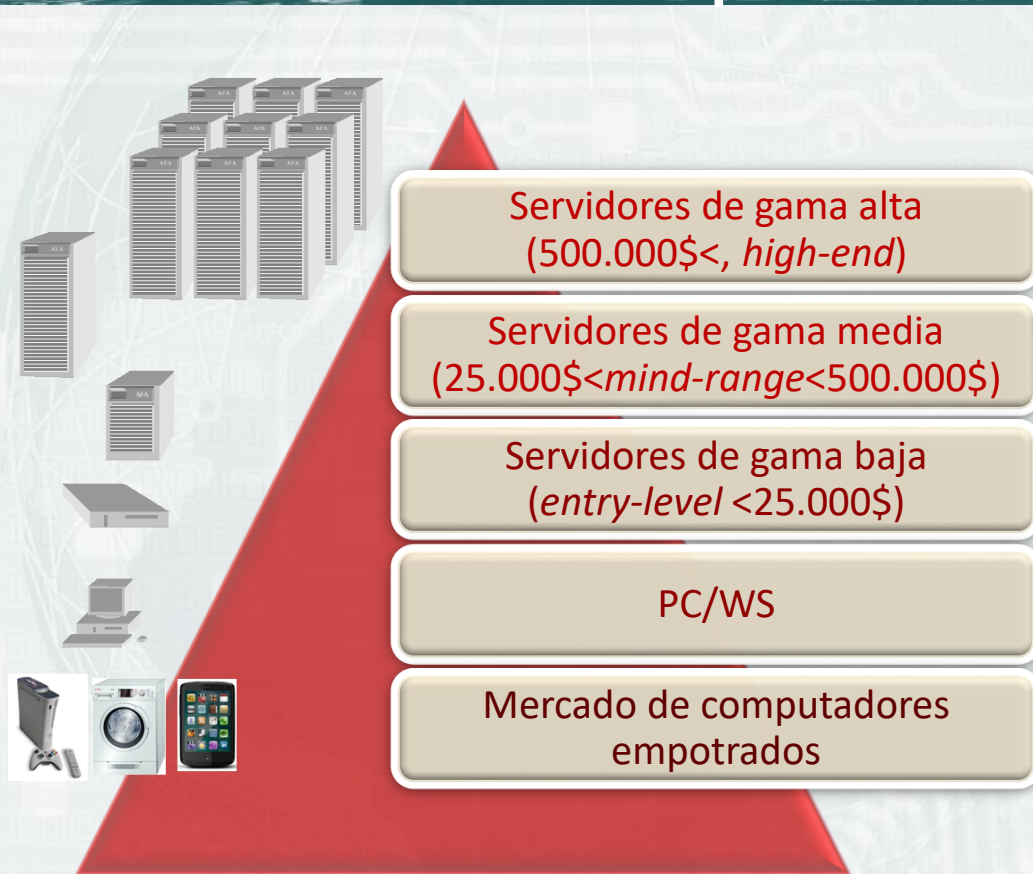 Servidores de gama alta
(500.000$<, high-end)
Servidores de gama media
(25.000$<mind-range<500.000$)
Servidores de gama baja
(entry-level <25.000$)
PC/WS
Mercado de computadores
empotrados